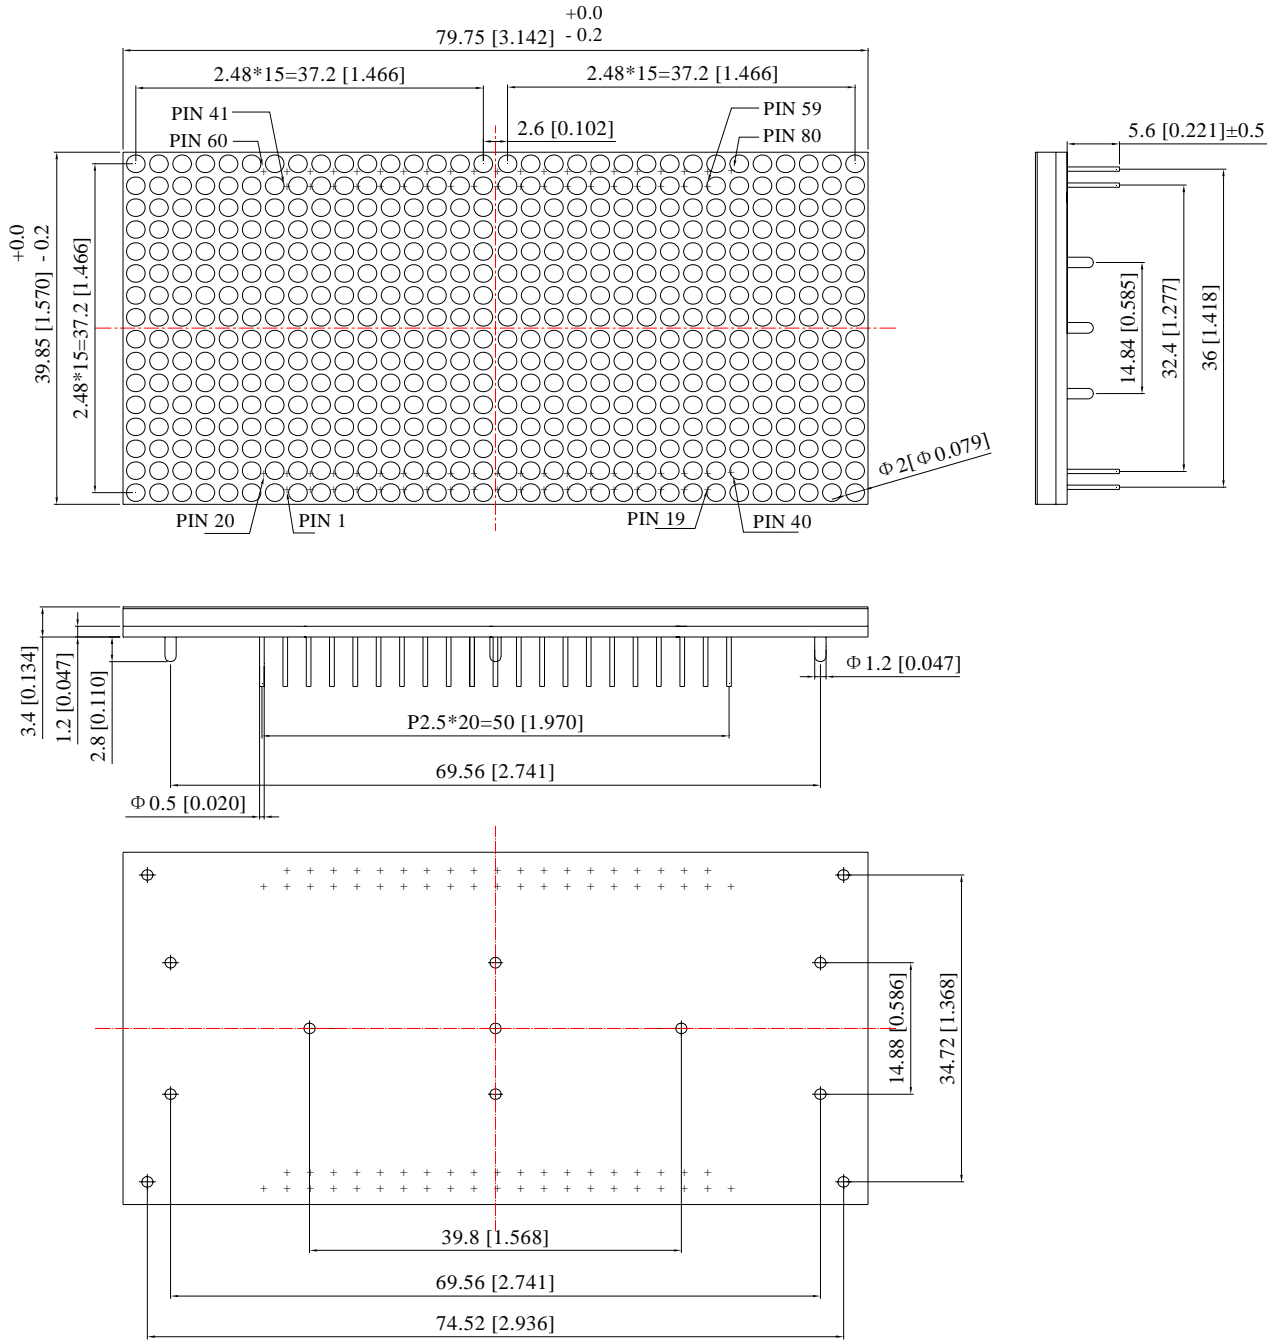 +0.0
79.75 [3.142] - 0.2
2.48*15=37.2 [1.466]
2.48*15=37.2 [1.466]
PIN 41
PIN 59
2.6 [0.102]
PIN 60
PIN 80
5.6 [0.221]±0.5
+0.0
39.85 [1.570] - 0.2
2.48*15=37.2 [1.466]
14.84 [0.585]
32.4 [1.277]
36 [1.418]
Φ2[Φ0.079]
PIN 20
PIN 1
PIN 19
PIN 40
3.4 [0.134]
1.2 [0.047]
2.8 [0.110]
Φ1.2 [0.047]
P2.5*20=50 [1.970]
69.56 [2.741]
Φ0.5 [0.020]
14.88 [0.586]
34.72 [1.368]
39.8 [1.568]
69.56 [2.741]
74.52 [2.936]